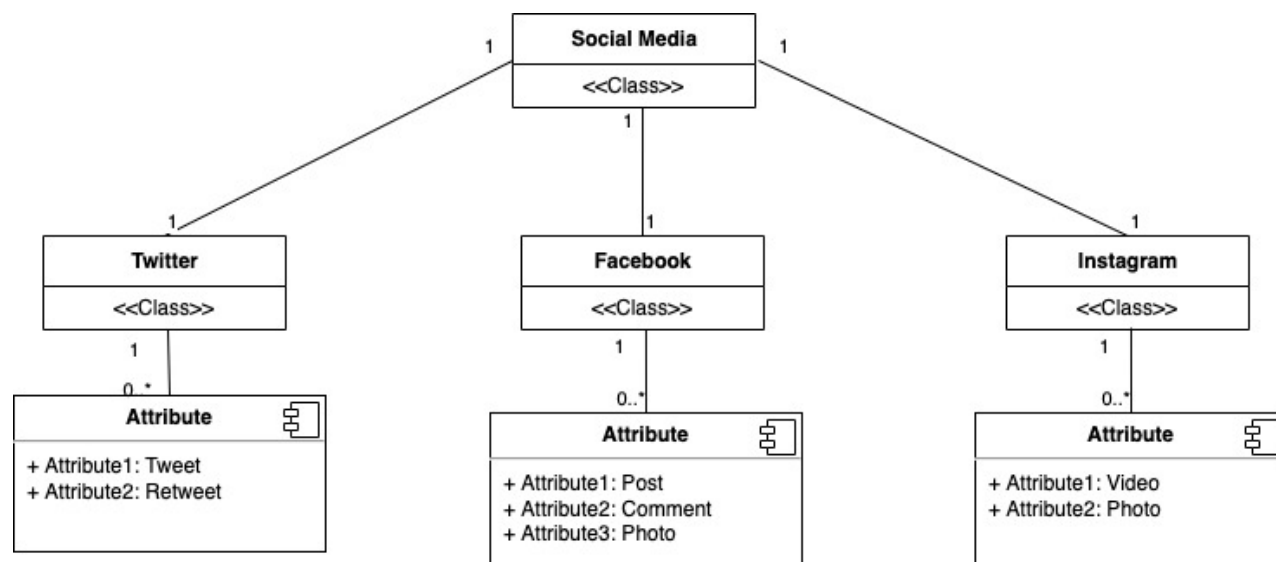 Social Media
1
1
<<Class>>
1
1
1
1
Twitter
Facebook
Instagram
<<Class>>
<<Class>>
<<Class>>
1
1
1
0..*
0..*
0..*
Attribute
+ Attribute1: Tweet
+ Attribute2: Retweet
Attribute
+ Attribute1: Post
+ Attribute2: Comment
+ Attribute3: Photo
Attribute
+ Attribute1: Video
+ Attribute2: Photo